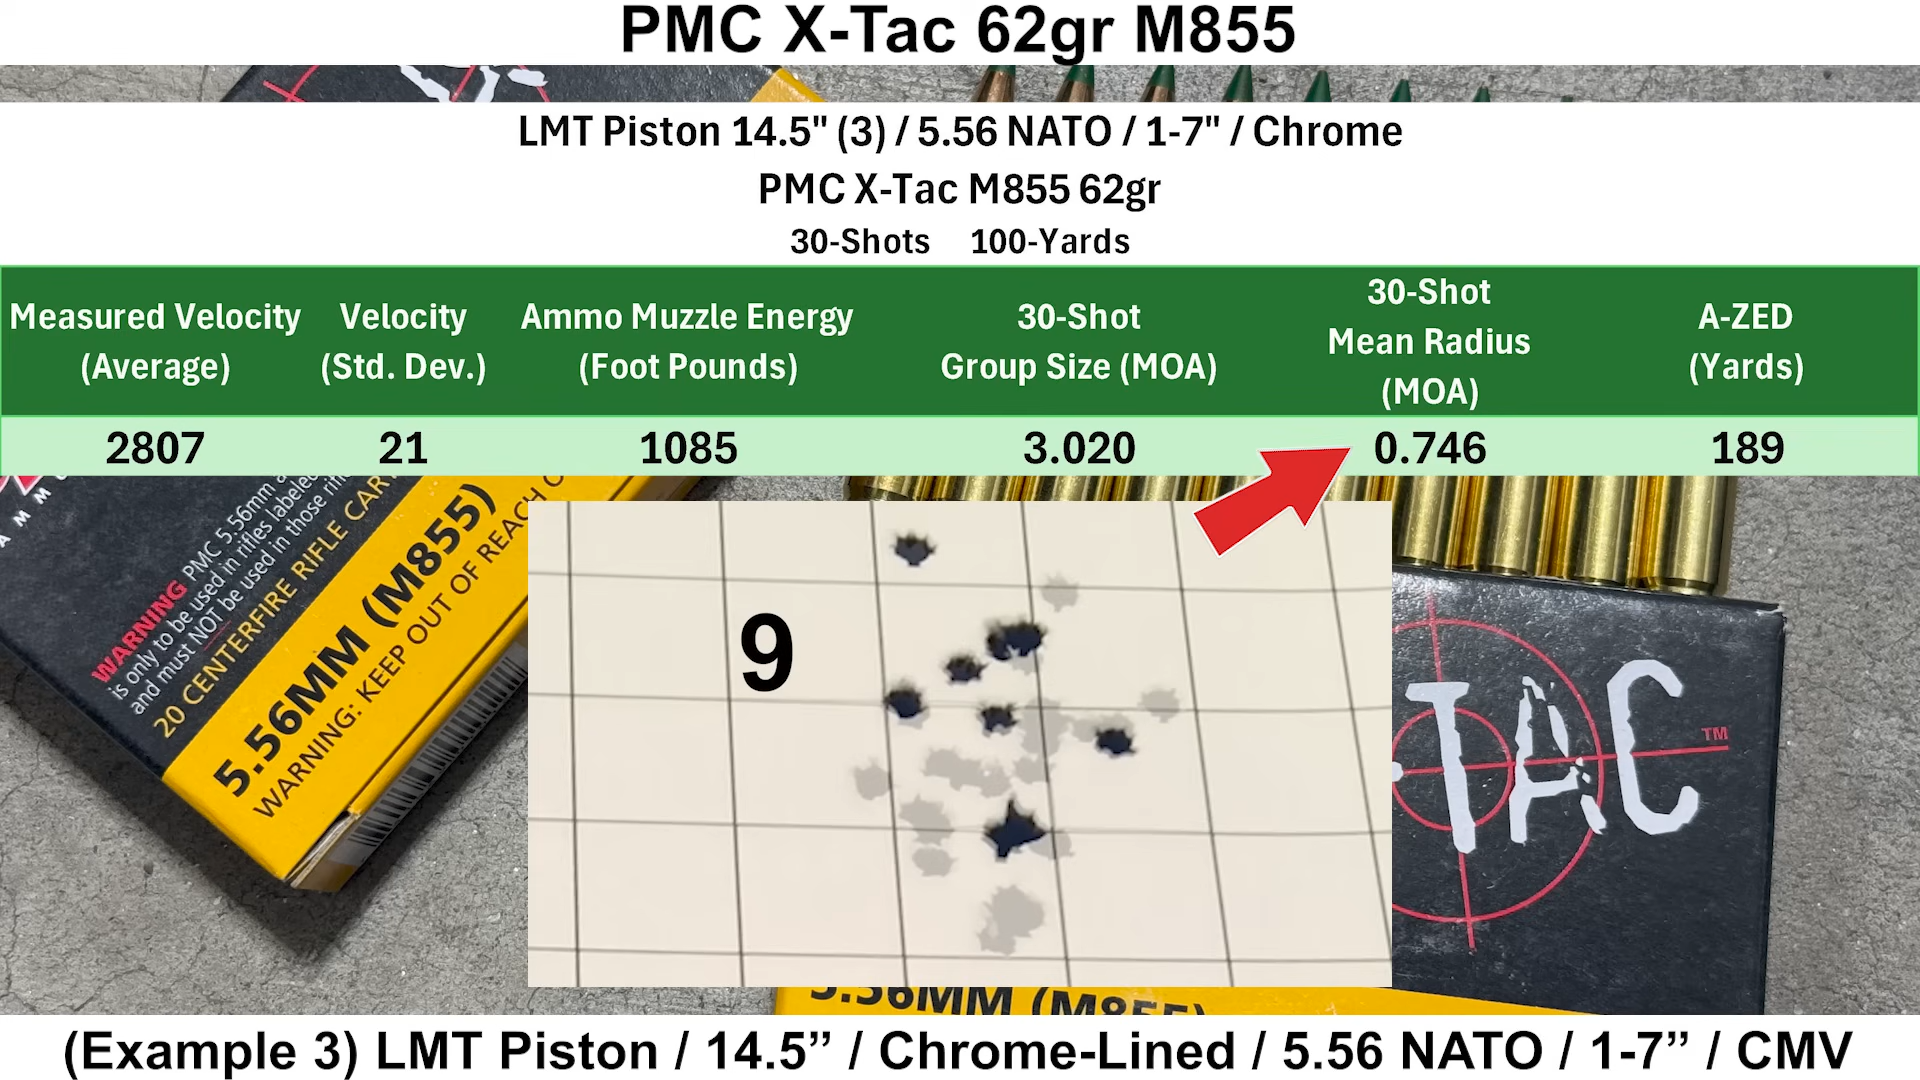 PMC X-Tac 62gr M855
LMT Piston 14.5" (3) / 5.56 NATO / 1-7" / Chrome
PMC X-Tac M855 62gr
30-Shots 100-Yards
Measured Velocity (Average)
Velocity (Std. Dev.)
Ammo Muzzle Energy (Foot Pounds)
30-Shot Group Size (MOA)
30-Shot Mean Radius (MOA)
A-ZED (Yards)
2807 21 1085 3.020 0.746 189
WARNING PMC 5.56mm
is only to be used in rifles labeled
and must NOT be used in those
20 CENTERFIRE RIFLE
5.56MM (M855)
WARNING: KEEP OUT OF REACH
9
TAC
TM
5.56MM (M855)
(Example 3) LMT Piston / 14.5” / Chrome-Lined / 5.56 NATO / 1-7” / CMV